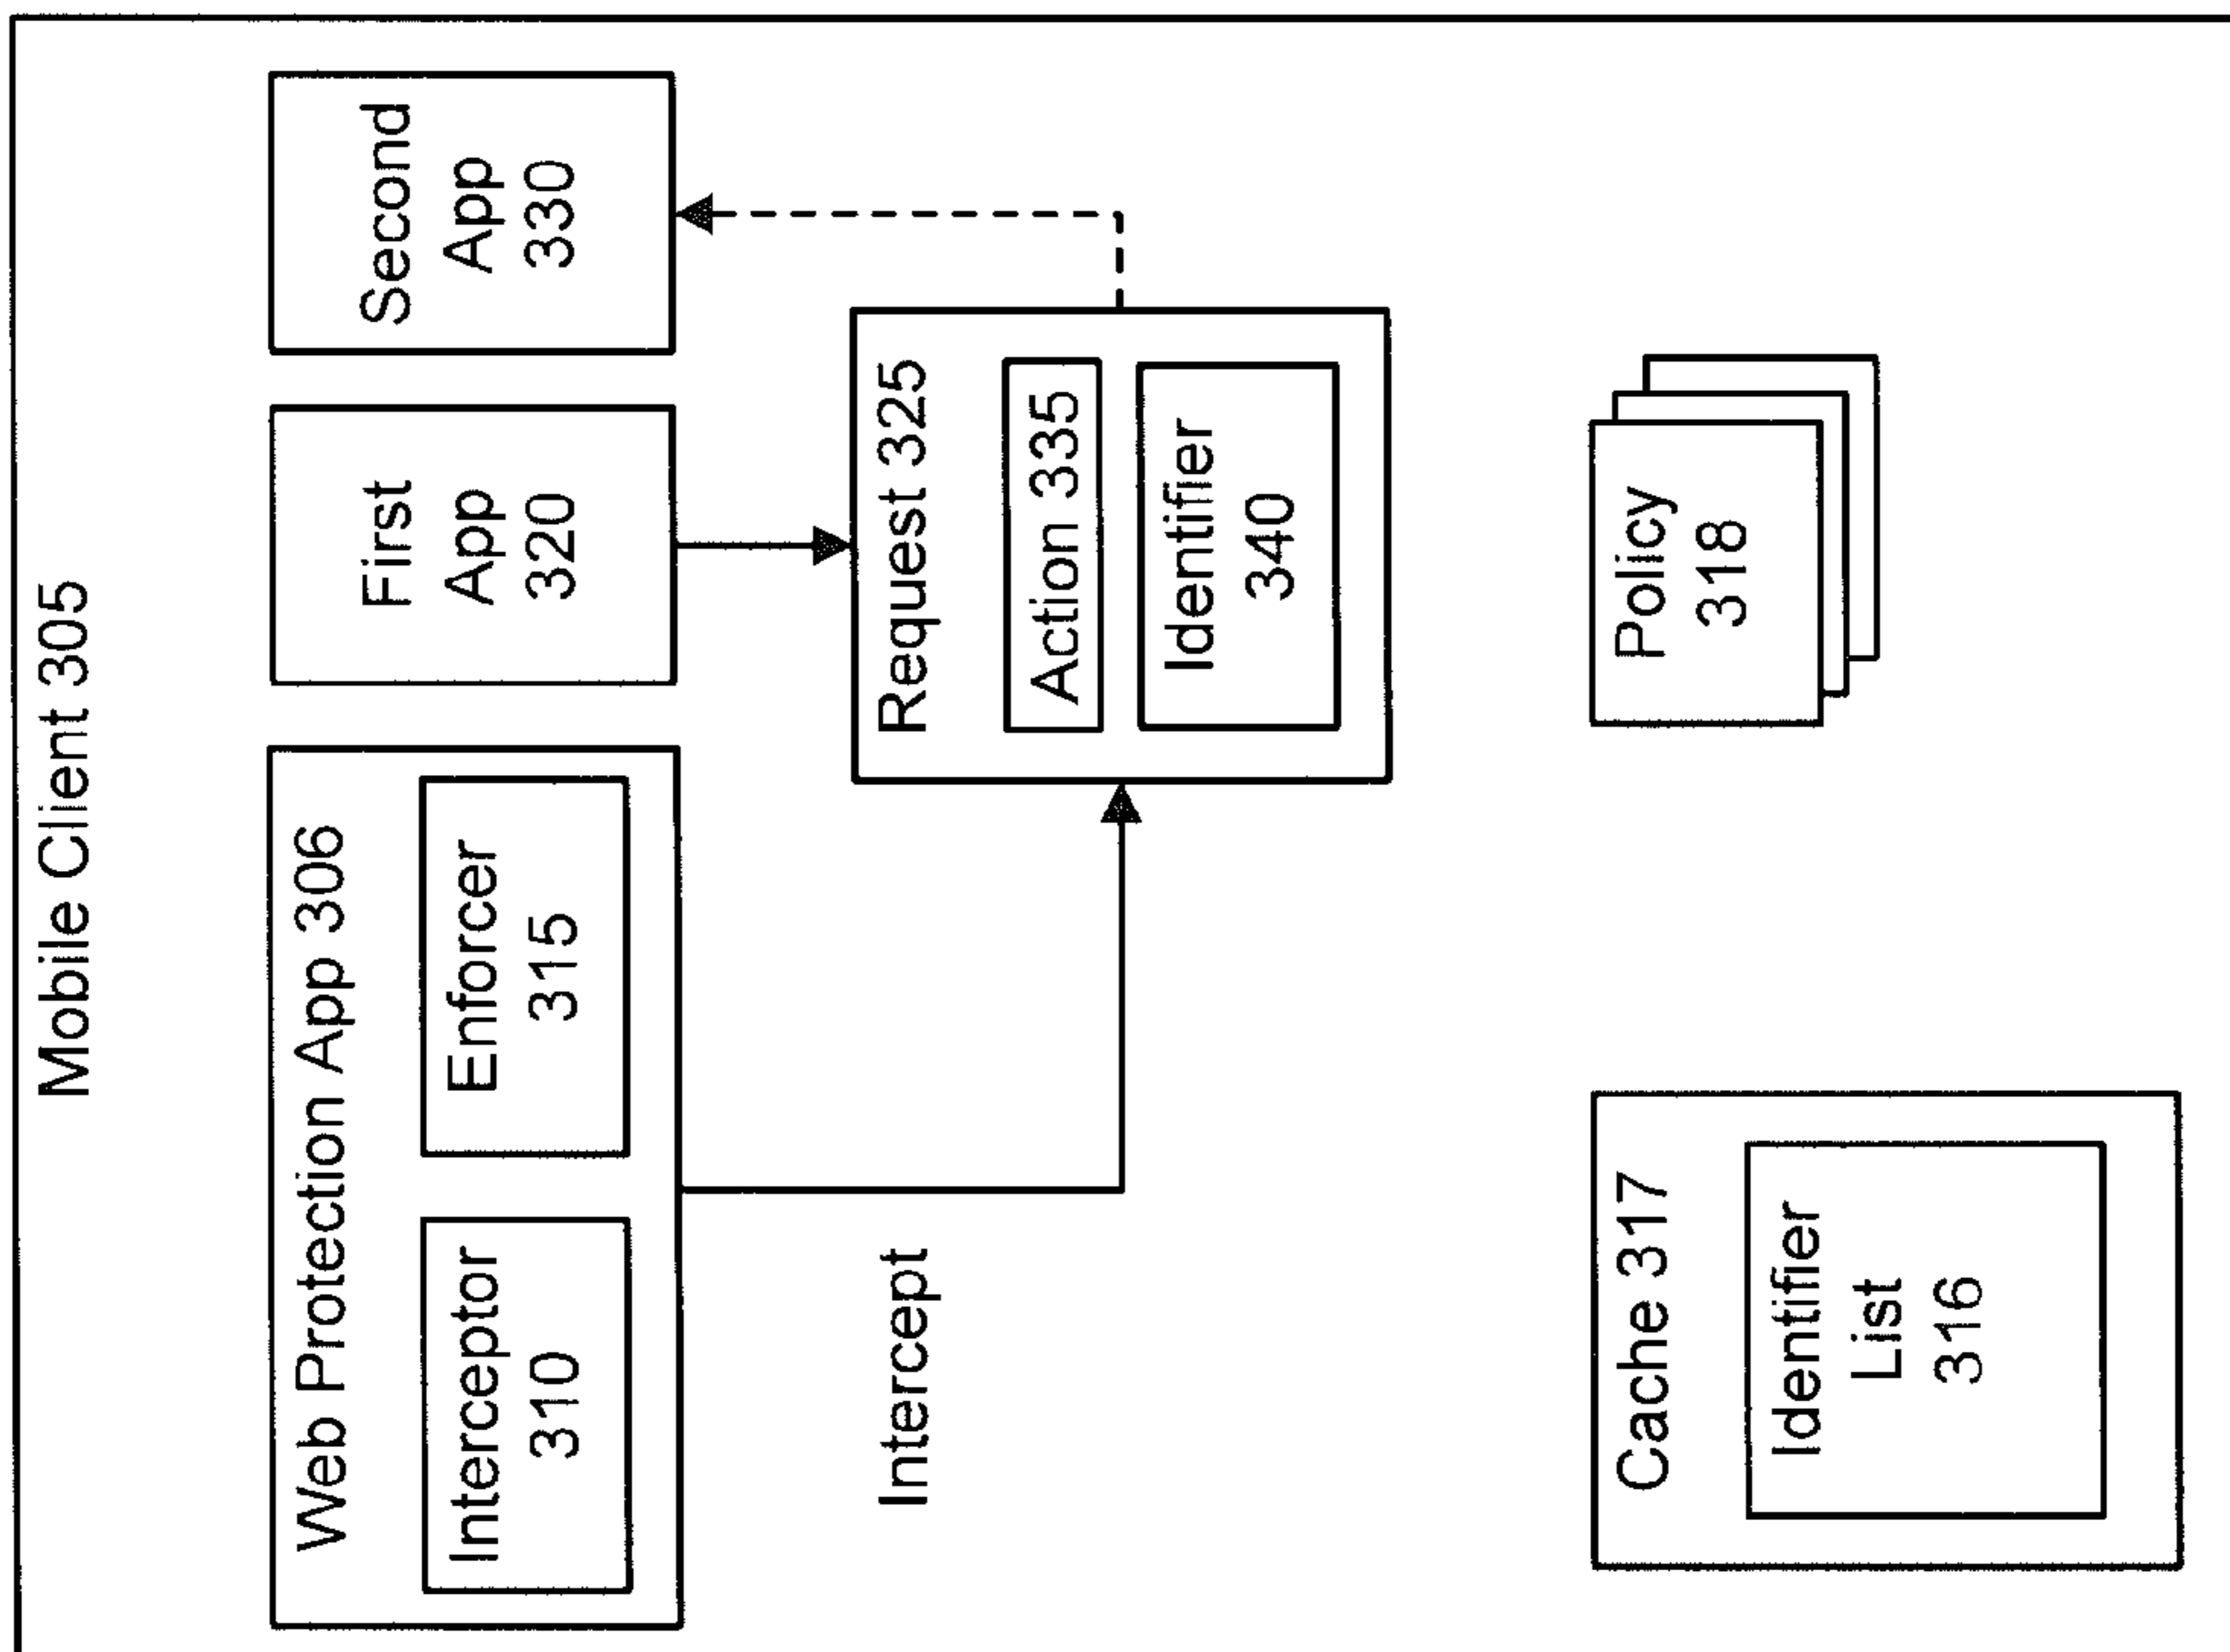 Mobile Client 305
Web Protection App 306
Interceptor
310
Enforcer
315
First
App
320
Second
App
330
Intercept
Request 325
Action 335
Identifier
340
Cache 317
Identifier
List
316
Policy
318